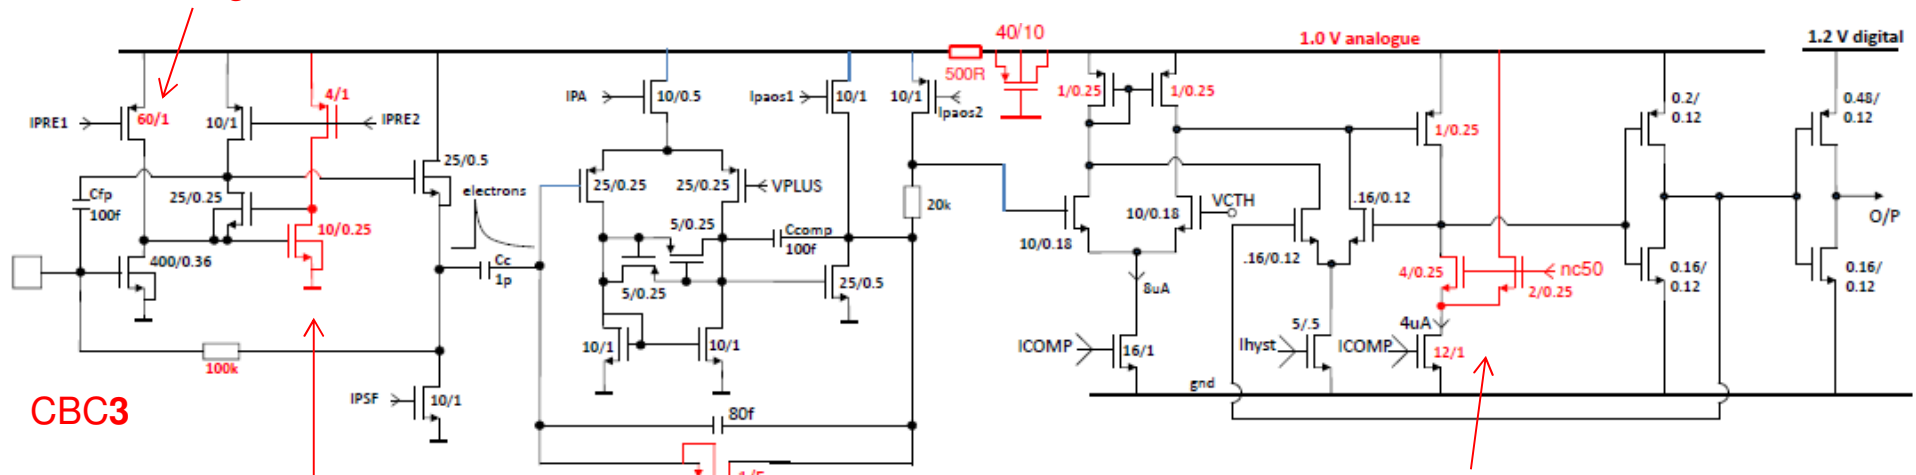 40/10
1.0 V analogue
1.2 V digital
500R
4/1
IPRE1
60/1
10/1
IPRE2
IPA
10/0.5
Ipaos1
10/1
10/1
Ipaos2
1/0.25
1/0.25
1/0.25
0.2/
0.12
0.48/
0.12
25/0.5
electrons
Cfp
100f
25/0.25
25/0.25
25/0.25
VPLUS
20k
5/0.25
Ccomp
100f
10/0.25
400/0.36
Cc
1p
5/0.25
25/0.5
10/0.18
10/0.18
VCTH
.16/0.12
.16/0.12
O/P
4/0.25
nc50
2/0.25
0.16/
0.12
0.16/
0.12
8uA
10/1
10/1
100k
ICOMP
16/1
Ihyst
5/.5
ICOMP
4uA
12/1
gnd
IPSF
10/1
CBC3
80f